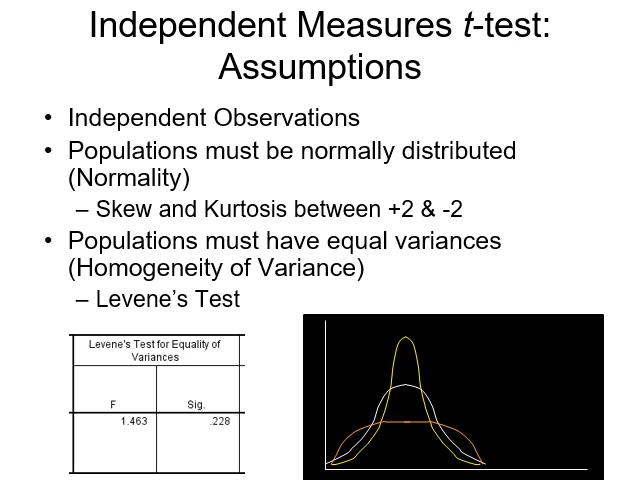 Independent Measures t-test:
Assumptions
• Independent Observations
• Populations must be normally distributed
(Normality)
– Skew and Kurtosis between +2 & -2
• Populations must have equal variances
(Homogeneity of Variance)
– Levene's Test
Levene's Test for Equality of
Variances
F Sig.
1.463 .228